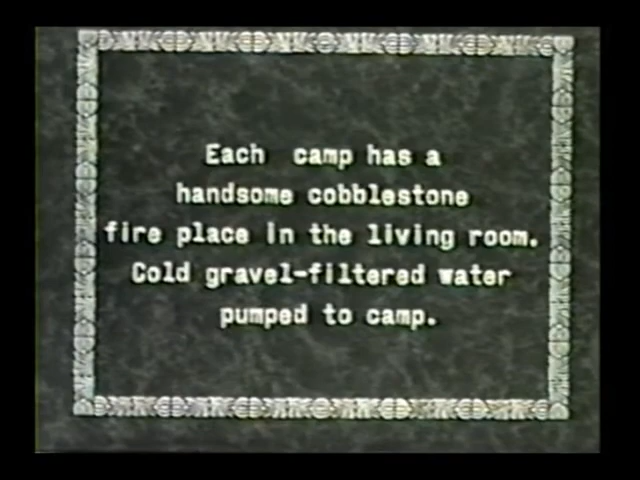 Each camp has a
handsome cobblestone
fire place in the living room.
Cold gravel-filtered water
pumped to camp.